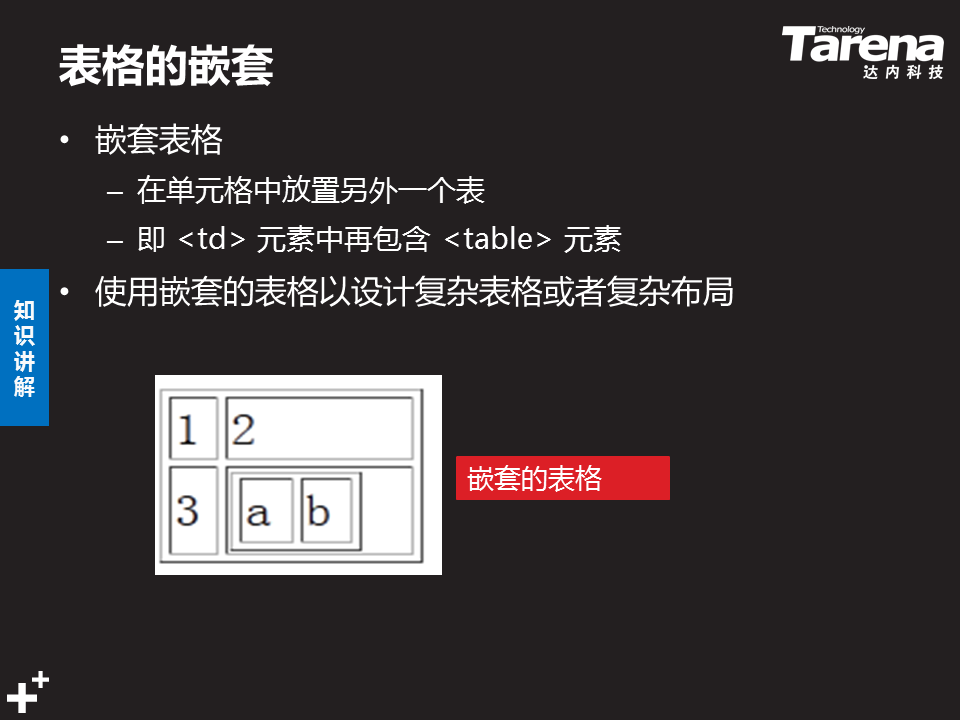 表格的嵌套
Technology
Tarena
达内科技
• 嵌套表格
– 在单元格中放置另外一个表
– 即 <td> 元素中再包含 <table> 元素
• 使用嵌套的表格以设计复杂表格或者复杂布局
知识讲解
1 2
3 a b
嵌套的表格